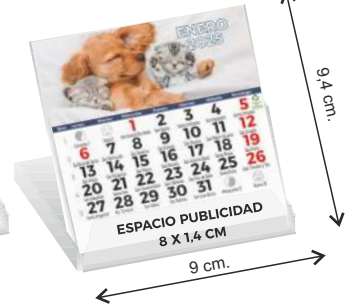 ENERO
2025
1 2 3 4 5
6 7 8 9 10 11 12
13 14 15 16 17 18 19
20 21 22 23 24 25 26
27 28 29 30 31
ESPACIO PUBLICIDAD
8 X 1,4 CM
9 cm.
9,4 cm.